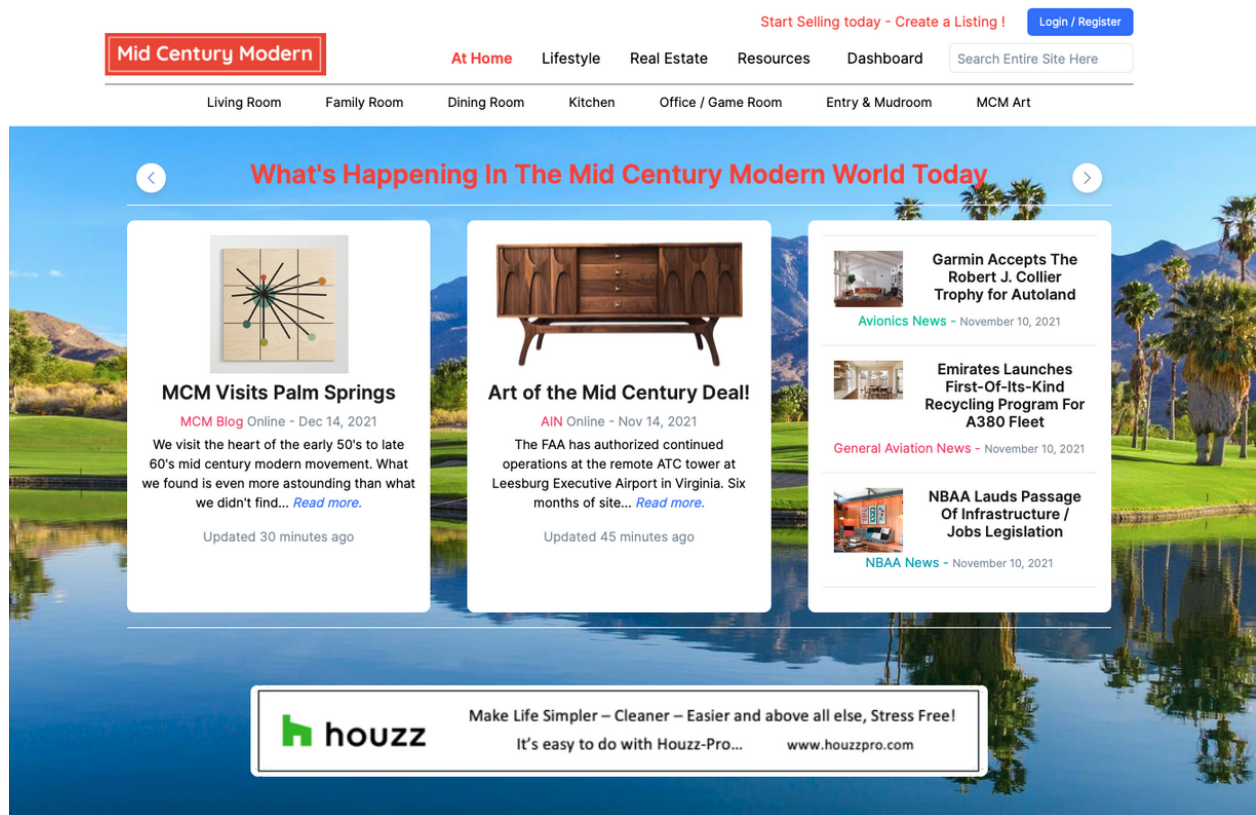 Start Selling today - Create a Listing !
Login / Register
Mid Century Modern
At Home
Lifestyle
Real Estate
Resources
Dashboard
Search Entire Site Here
Living Room
Family Room
Dining Room
Kitchen
Office / Game Room
Entry & Mudroom
MCM Art
What's Happening In The Mid Century Modern World Today
MCM Visits Palm Springs
MCM Blog Online - Dec 14, 2021
We visit the heart of the early 50's to late
60's mid century modern movement. What
we found is even more astounding than what
we didn't find... Read more.
Updated 30 minutes ago
Art of the Mid Century Deal!
AIN Online - Nov 14, 2021
The FAA has authorized continued
operations at the remote ATC tower at
Leesburg Executive Airport in Virginia. Six
months of site... Read more.
Updated 45 minutes ago
Garmin Accepts The
Robert J. Collier
Trophy for Autoland
Avionics News - November 10, 2021
Emirates Launches
First-Of-Its-Kind
Recycling Program For
A380 Fleet
General Aviation News - November 10, 2021
NBAA Lauds Passage
Of Infrastructure /
Jobs Legislation
NBAA News - November 10, 2021
houzz
Make Life Simpler – Cleaner – Easier and above all else, Stress Free!
It's easy to do with Houzz-Pro... www.houzzpro.com